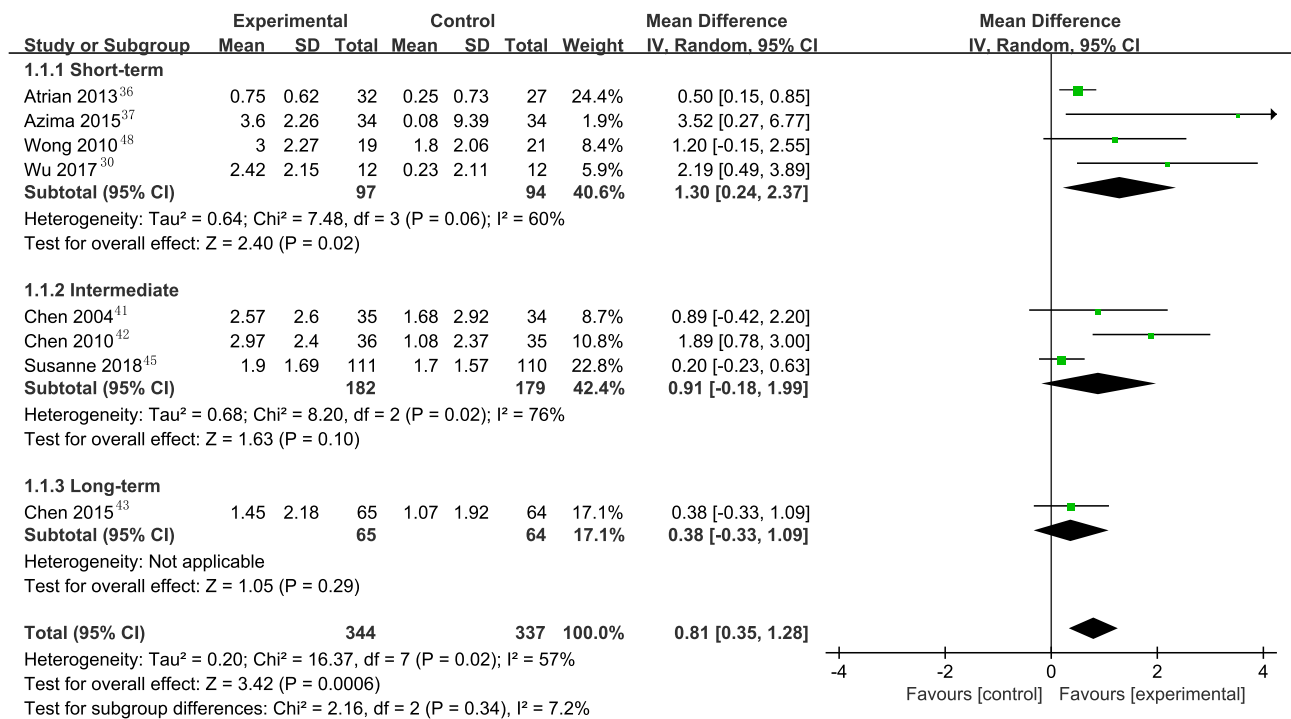 Experimental Control Mean Difference Mean Difference
Study or Subgroup Mean SD Total Mean SD Total Weight IV, Random, 95% CI IV, Random, 95% CI
1.1.1 Short-term
Atrian 2013³⁶ 0.75 0.62 32 0.25 0.73 27 24.4% 0.50 [0.15, 0.85]
Azima 2015³⁷ 3.6 2.26 34 0.08 9.39 34 1.9% 3.52 [0.27, 6.77]
Wong 2010⁴⁸ 3 2.27 19 1.8 2.06 21 8.4% 1.20 [-0.15, 2.55]
Wu 2017³⁰ 2.42 2.15 12 0.23 2.11 12 5.9% 2.19 [0.49, 3.89]
Subtotal (95% CI) 97 94 40.6% 1.30 [0.24, 2.37]
Heterogeneity: Tau² = 0.64; Chi² = 7.48, df = 3 (P = 0.06); I² = 60%
Test for overall effect: Z = 2.40 (P = 0.02)
1.1.2 Intermediate
Chen 2004⁴¹ 2.57 2.6 35 1.68 2.92 34 8.7% 0.89 [-0.42, 2.20]
Chen 2010⁴² 2.97 2.4 36 1.08 2.37 35 10.8% 1.89 [0.78, 3.00]
Susanne 2018⁴⁵ 1.9 1.69 111 1.7 1.57 110 22.8% 0.20 [-0.23, 0.63]
Subtotal (95% CI) 182 179 42.4% 0.91 [-0.18, 1.99]
Heterogeneity: Tau² = 0.68; Chi² = 8.20, df = 2 (P = 0.02); I² = 76%
Test for overall effect: Z = 1.63 (P = 0.10)
1.1.3 Long-term
Chen 2015⁴³ 1.45 2.18 65 1.07 1.92 64 17.1% 0.38 [-0.33, 1.09]
Subtotal (95% CI) 65 64 17.1% 0.38 [-0.33, 1.09]
Heterogeneity: Not applicable
Test for overall effect: Z = 1.05 (P = 0.29)
Total (95% CI) 344 337 100.0% 0.81 [0.35, 1.28]
Heterogeneity: Tau² = 0.20; Chi² = 16.37, df = 7 (P = 0.02); I² = 57%
Test for overall effect: Z = 3.42 (P = 0.0006)
Test for subgroup differences: Chi² = 2.16, df = 2 (P = 0.34), I² = 7.2%
-4 -2 0 2 4
Favours [control] Favours [experimental]